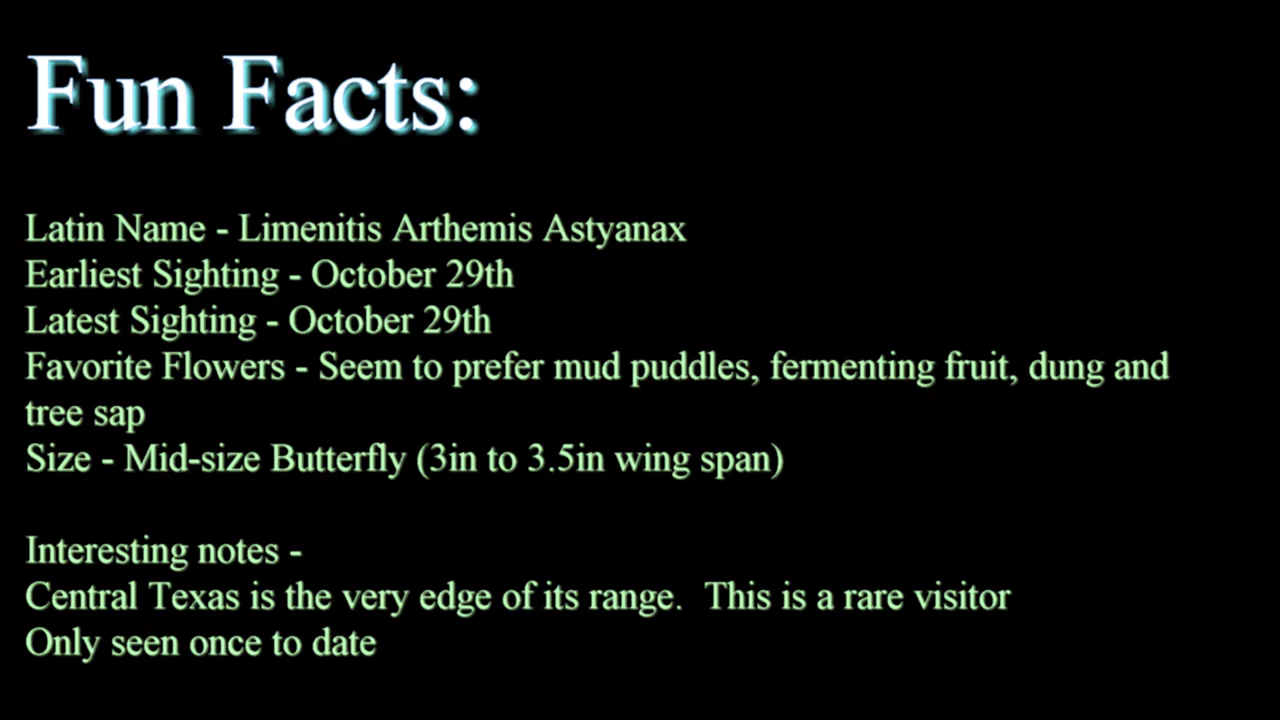 Fun Facts:
Latin Name - Limenitis Arthemis Astyanax
Earliest Sighting - October 29th
Latest Sighting - October 29th
Favorite Flowers - Seem to prefer mud puddles, fermenting fruit, dung and
tree sap
Size - Mid-size Butterfly (3in to 3.5in wing span)
Interesting notes -
Central Texas is the very edge of its range.  This is a rare visitor
Only seen once to date